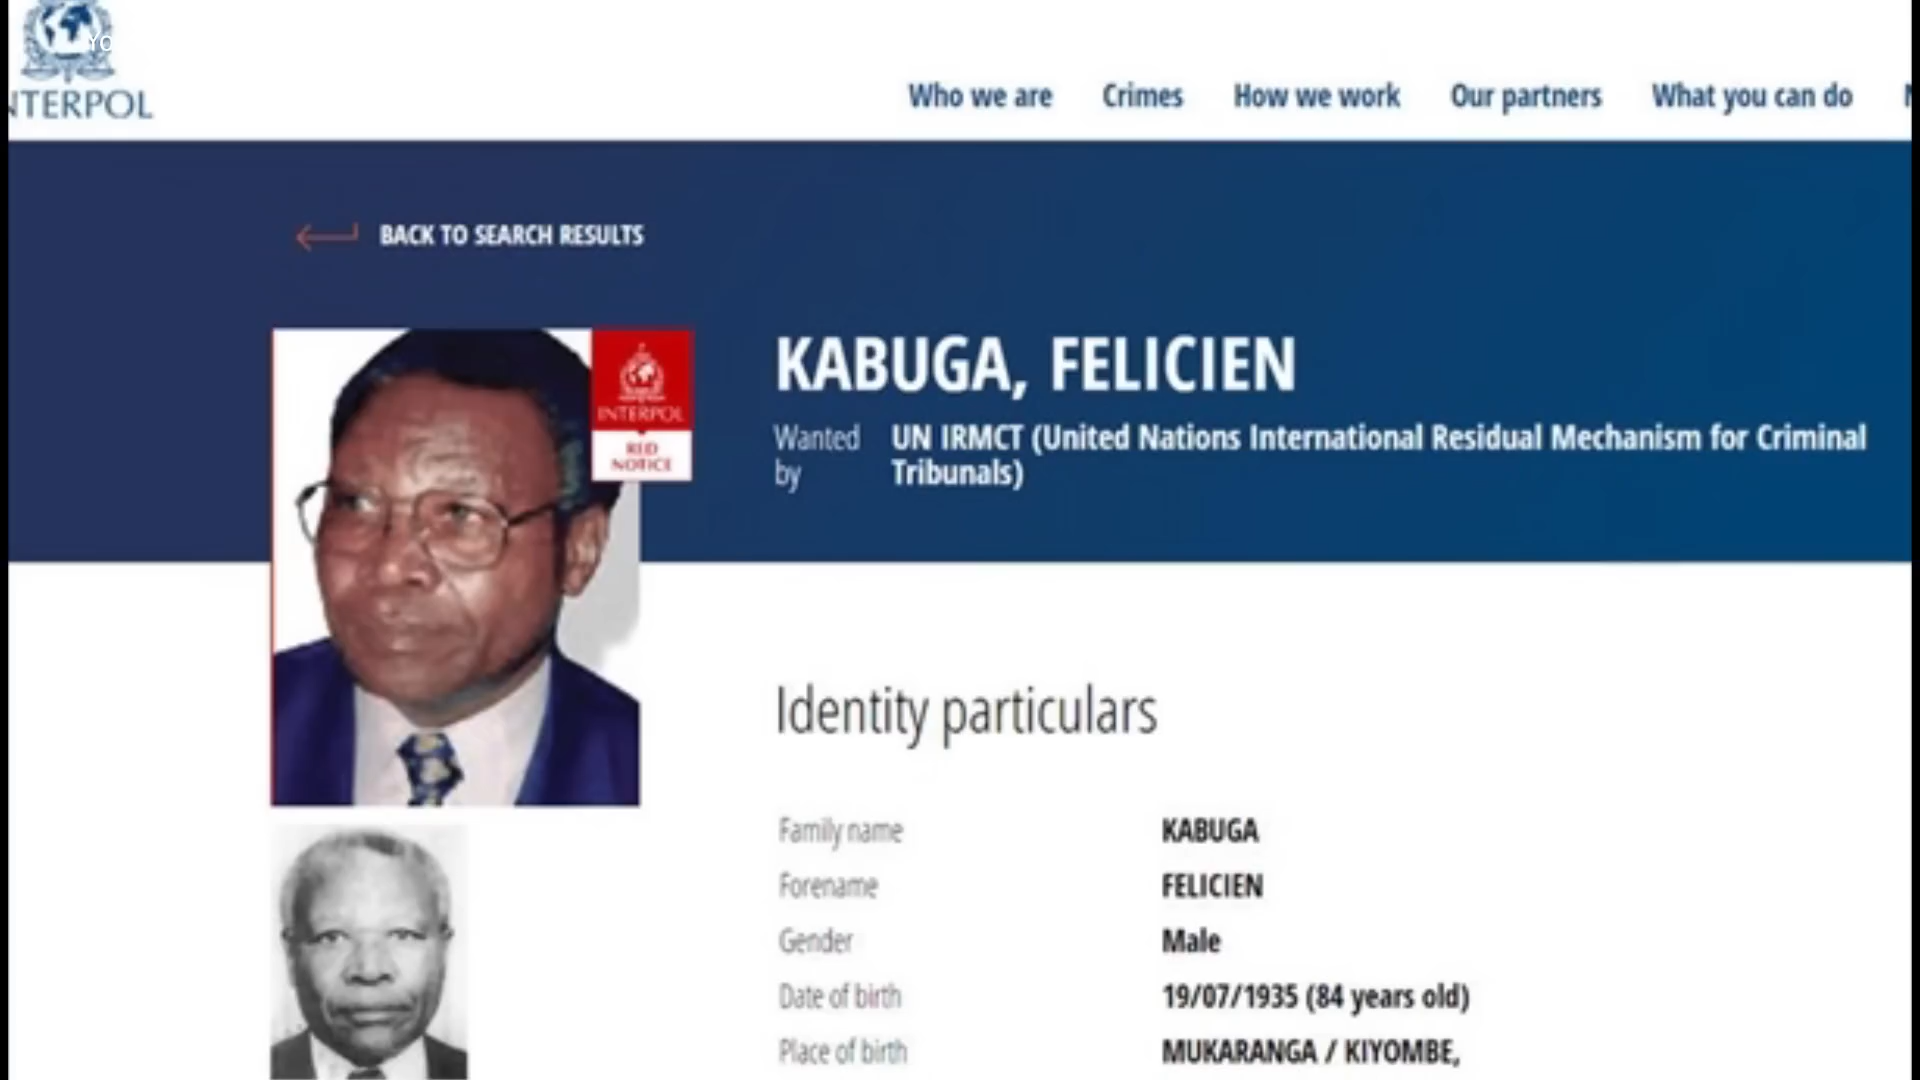 INTERPOL
Who we are Crimes How we work Our partners What you can do
BACK TO SEARCH RESULTS
INTERPOL
RED
NOTICE
KABUGA, FELICIEN
Wanted by UN IRMCT (United Nations International Residual Mechanism for Criminal
Tribunals)
Identity particulars
Family name KABUGA
Forename FELICIEN
Gender Male
Date of birth 19/07/1935 (84 years old)
Place of birth MUKARANGA / KIYOMBE,